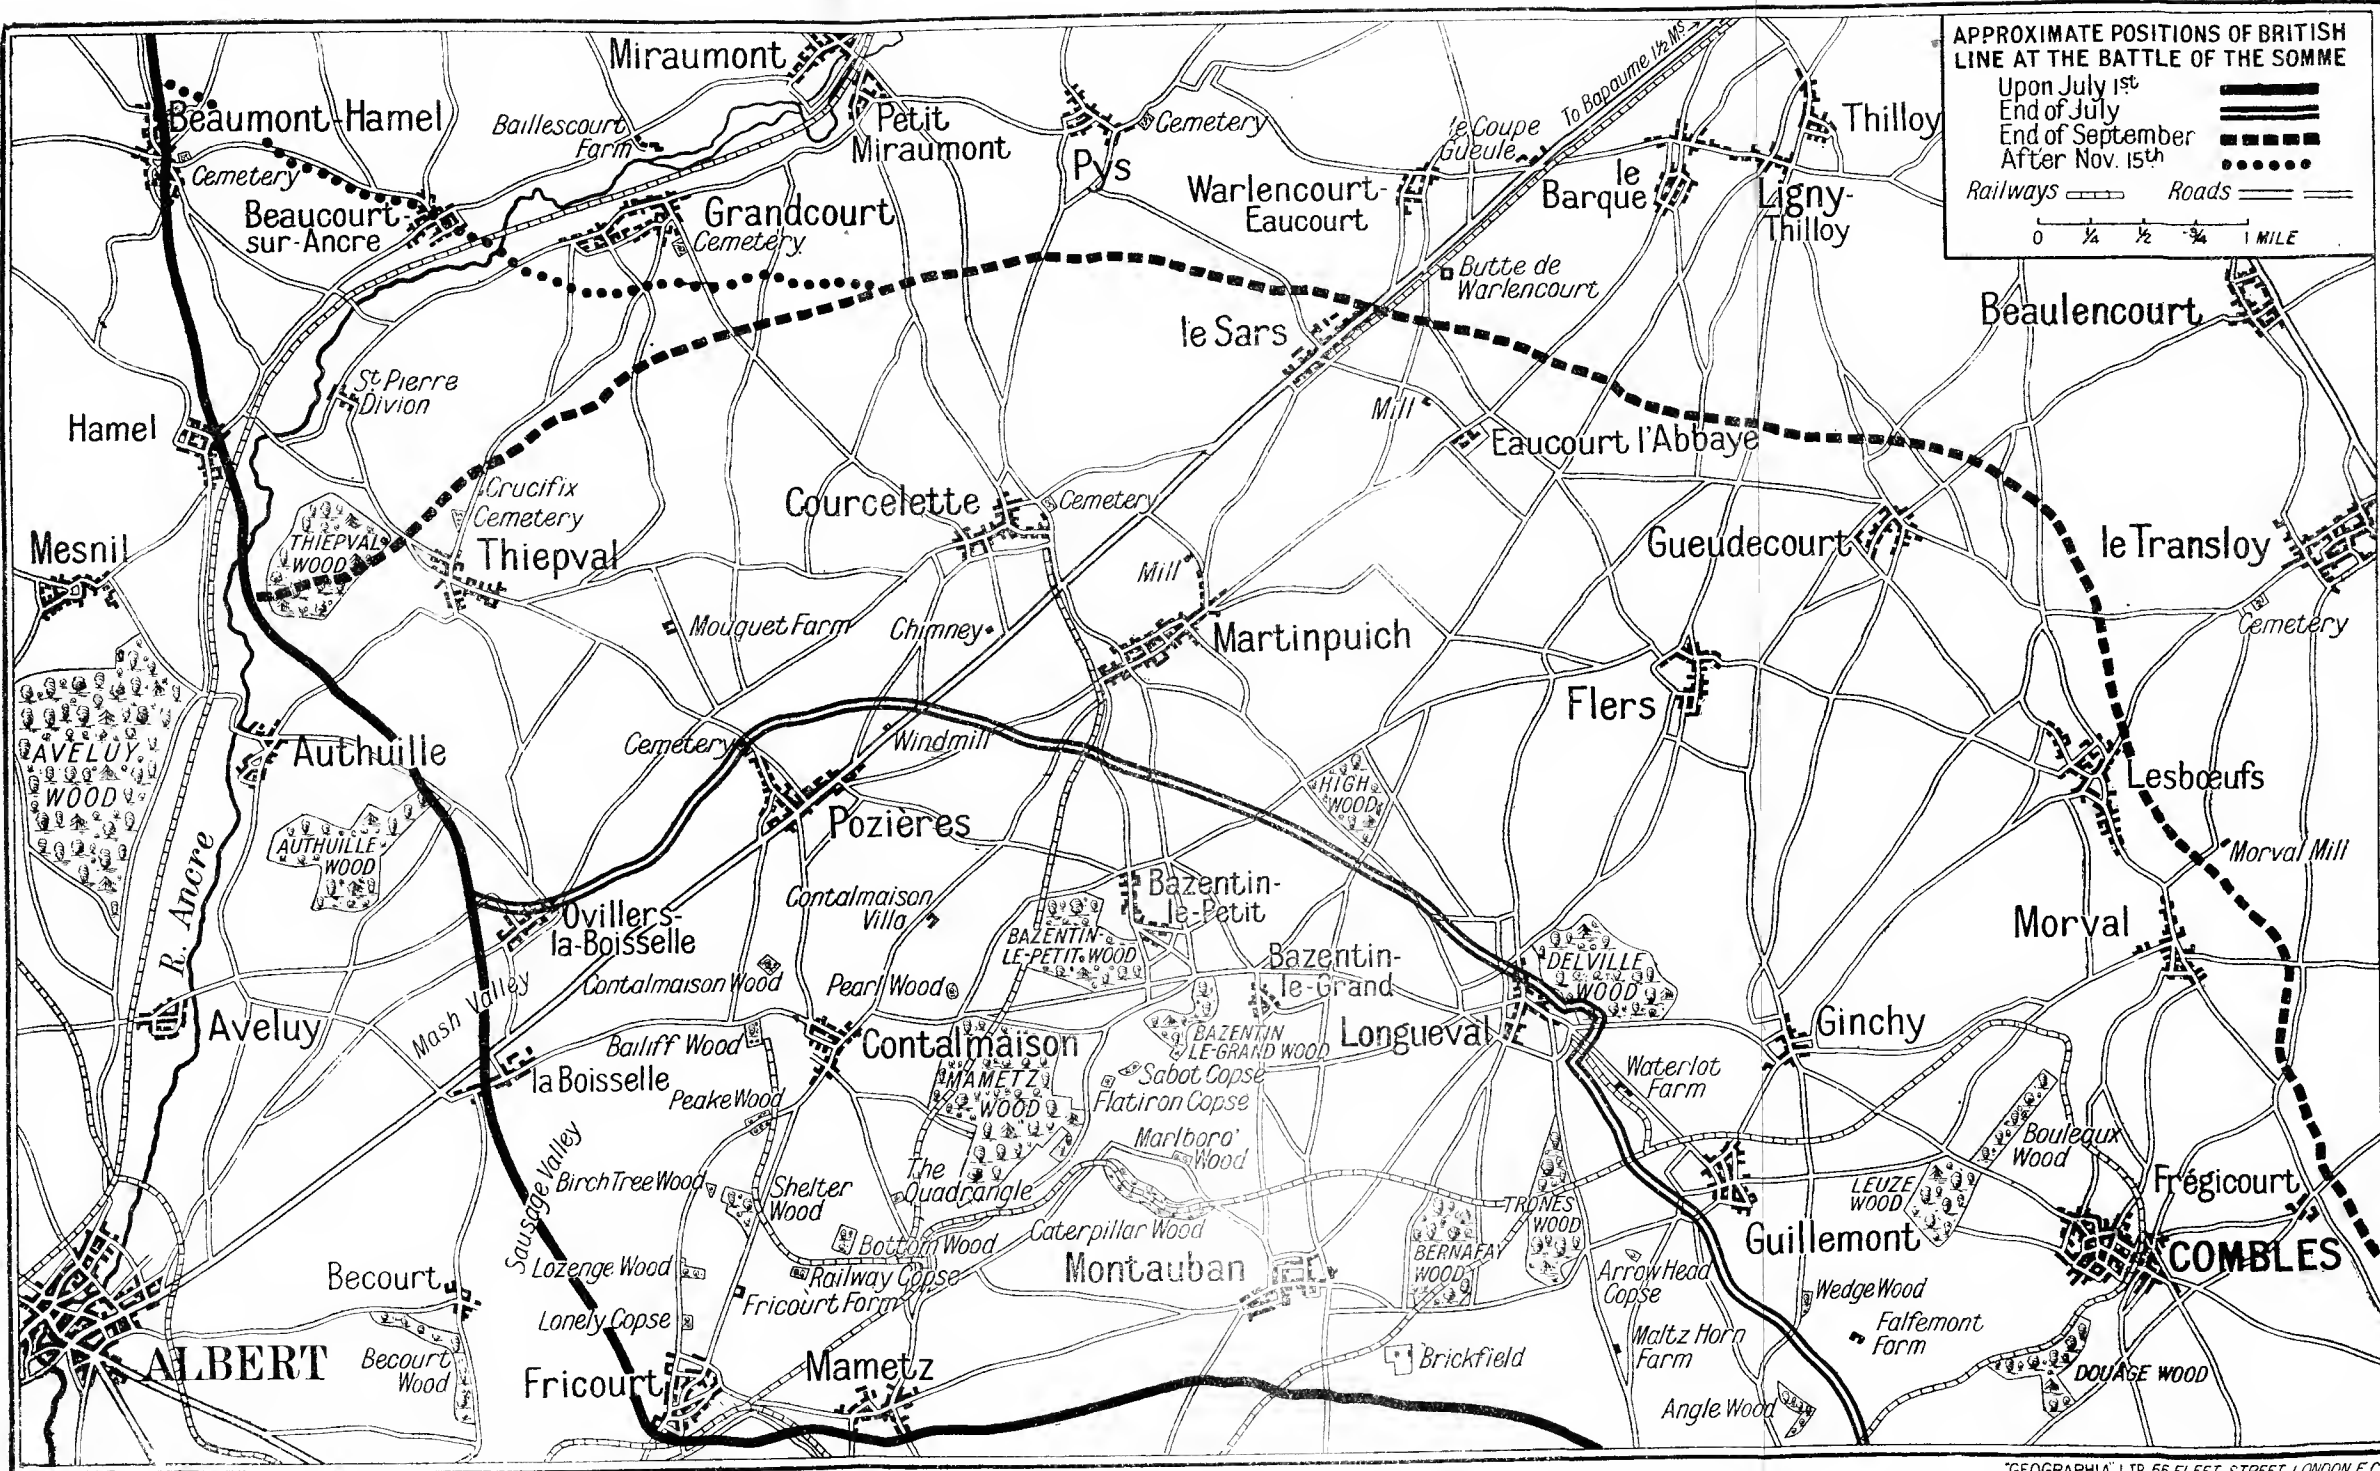 APPROXIMATE POSITIONS OF BRITISH
LINE AT THE BATTLE OF THE SOMME
Upon July 1st
End of July
End of September
After Nov. 15th
Railways Roads
0 ¼ ½ ¾ 1 MILE
Miraumont
To Bapaume 1½ Ms
Beaumont-Hamel
Baillescourt
Farm
Petit
Miraumont
Cemetery
Pys
le Coupe
Gueule
Thilloy
Cemetery
Warlencourt-
Eaucourt
le
Barque
Ligny-
Thilloy
Beaucourt-
sur-Ancre
Grandcourt
Cemetery
Butte de
Warlencourt
Beaulencourt
le Sars
St Pierre
Divion
Hamel
Mill
Eaucourt l'Abbaye
Crucifix
Cemetery
Courcelette
Cemetery
THIEPVAL
WOOD
Thiepval
Mesnil
Mill
Gueudecourt
le Transloy
Mouquet Farm
Chimney
Martinpuich
Cemetery
Flers
AVELUY
WOOD
Authuille
Cemetery
Windmill
HIGH
WOOD
Lesbœufs
Pozières
AUTHUILLE
WOOD
Morval Mill
R. Ancre
Contalmaison
Villa
Bazentin-
le-Petit
Ovillers-
la-Boisselle
BAZENTIN-
LE-PETIT WOOD
Morval
Bazentin-
le-Grand
DELVILLE
WOOD
Contalmaison Wood
Pearl Wood
Mash Valley
Aveluy
Bailiff Wood
Contalmaison
BAZENTIN
LE-GRAND WOOD
Longueval
Ginchy
la Boisselle
MAMETZ
WOOD
Sabot Copse
Flatiron Copse
Waterlot
Farm
Peake Wood
Sausage Valley
Marlboro'
Wood
Bouleaux
Wood
Birch Tree Wood
Shelter
Wood
The
Quadrangle
TRONES
WOOD
LEUZE
WOOD
Frégicourt
Caterpillar Wood
Bottom Wood
Guillemont
BERNAFAY
WOOD
COMBLES
Becourt
Lozenge Wood
Railway Copse
Montauban
Arrow Head
Copse
Fricourt Farm
Wedge Wood
Lonely Copse
Falfemont
Farm
Maltz Horn
Farm
ALBERT
Becourt
Wood
Fricourt
Mametz
Brickfield
DOUAGE WOOD
Angle Wood
"GEOGRAPHIA" LTD 55 FLEET STREET LONDON E.C.